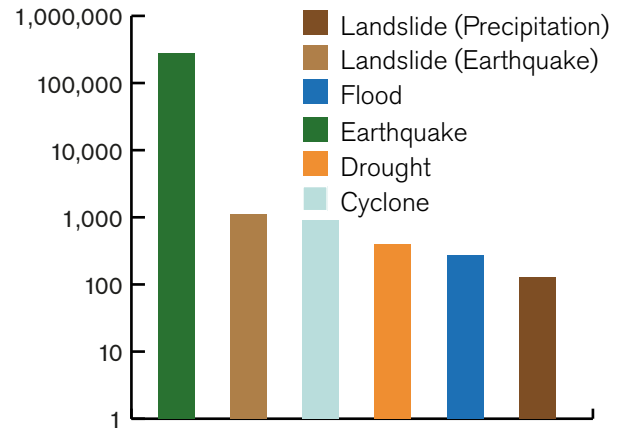 1,000,000
100,000
10,000
1,000
100
10
1
Landslide (Precipitation)
Landslide (Earthquake)
Flood
Earthquake
Drought
Cyclone